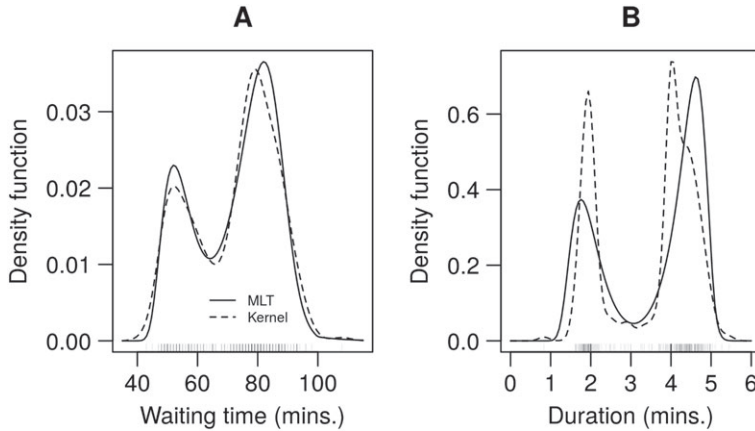 A
B
Density function
0.03
0.02
0.01
0.00
MLT
Kernel
40 60 80 100
Waiting time (mins.)
Density function
0.6
0.4
0.2
0.0
0 1 2 3 4 5 6
Duration (mins.)